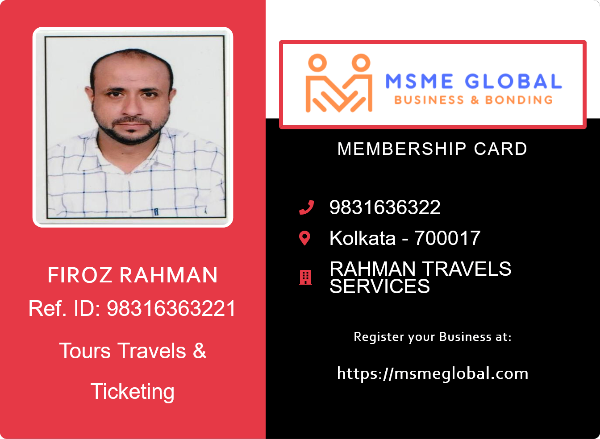 MSME GLOBAL
BUSINESS & BONDING
MEMBERSHIP CARD
9831636322
Kolkata - 700017
RAHMAN TRAVELS
SERVICES
Register your Business at:
https://msmeglobal.com
FIROZ RAHMAN
Ref. ID: 98316363221
Tours Travels &
Ticketing